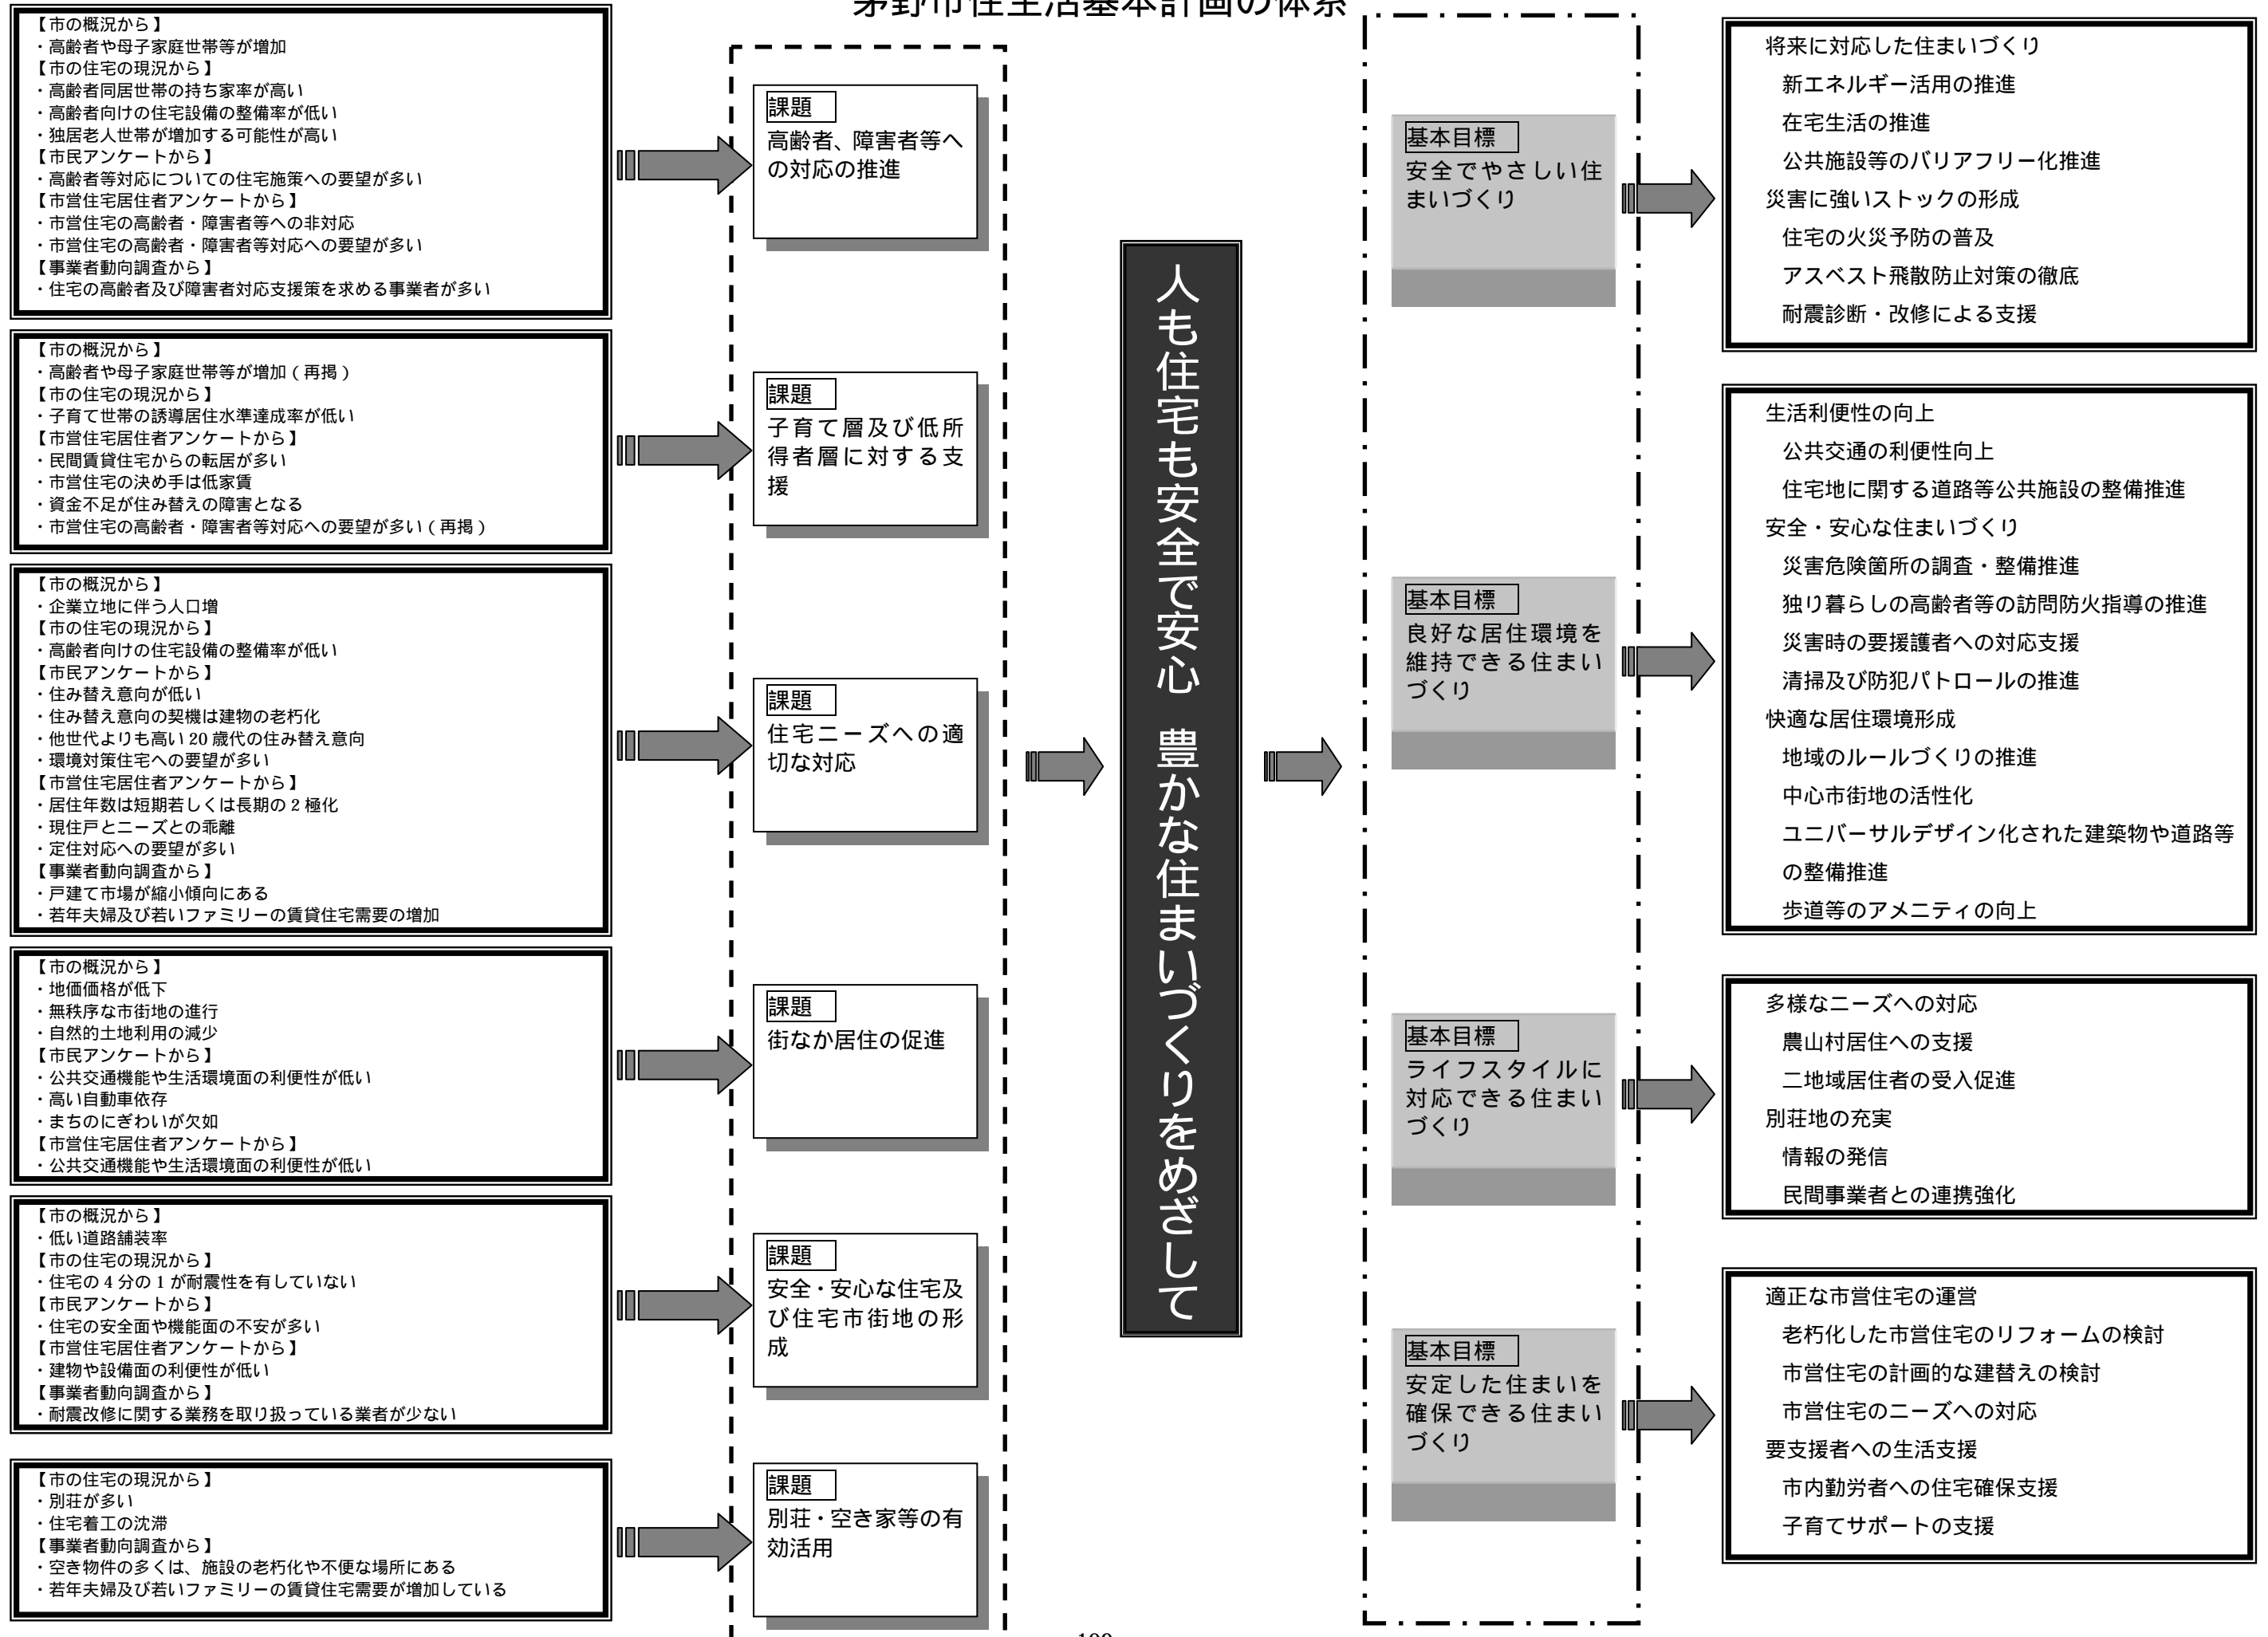 茅野市住生活基本計画の体系
【市の概況から】
・高齢者や母子家庭世帯等が増加
【市の住宅の現況から】
・高齢者同居世帯の持ち家率が高い
・高齢者向けの住宅設備の整備率が低い
・独居老人世帯が増加する可能性が高い
【市民アンケートから】
・高齢者等対応についての住宅施策への要望が多い
【市営住宅居住者アンケートから】
・市営住宅の高齢者・障害者等への非対応
・市営住宅の高齢者・障害者等対応への要望が多い
【事業者動向調査から】
・住宅の高齢者及び障害者対応支援策を求める事業者が多い
【市の概況から】
・高齢者や母子家庭世帯等が増加(再掲)
【市の住宅の現況から】
・子育て世帯の誘導居住水準達成率が低い
【市営住宅居住者アンケートから】
・民間賃貸住宅からの転居が多い
・市営住宅の決め手は低家賃
・資金不足が住み替えの障害となる
・市営住宅の高齢者・障害者等対応への要望が多い(再掲)
【市の概況から】
・企業立地に伴う人口増
【市の住宅の現況から】
・高齢者向けの住宅設備の整備率が低い
【市民アンケートから】
・住み替え意向が低い
・住み替え意向の契機は建物の老朽化
・他世代よりも高い20歳代の住み替え意向
・環境対策住宅への要望が多い
【市営住宅居住者アンケートから】
・居住年数は短期若しくは長期の2極化
・現住戸とニーズとの乖離
・定住対応への要望が多い
【事業者動向調査から】
・戸建て市場が縮小傾向にある
・若年夫婦及び若いファミリーの賃貸住宅需要の増加
【市の概況から】
・地価価格が低下
・無秩序な市街地の進行
・自然的土地利用の減少
【市民アンケートから】
・公共交通機能や生活環境面の利便性が低い
・高い自動車依存
・まちのにぎわいが欠如
【市営住宅居住者アンケートから】
・公共交通機能や生活環境面の利便性が低い
【市の概況から】
・低い道路舗装率
【市の住宅の現況から】
・住宅の4分の1が耐震性を有していない
【市民アンケートから】
・住宅の安全面や機能面の不安が多い
【市営住宅居住者アンケートから】
・建物や設備面の利便性が低い
【事業者動向調査から】
・耐震改修に関する業務を取り扱っている業者が少ない
【市の住宅の現況から】
・別荘が多い
・住宅着工の沈滞
【事業者動向調査から】
・空き物件の多くは、施設の老朽化や不便な場所にある
・若年夫婦及び若いファミリーの賃貸住宅需要が増加している
課題
高齢者、障害者等へ
の対応の推進
課題
子育て層及び低所
得者層に対する支
援
課題
住宅ニーズへの適
切な対応
課題
街なか居住の促進
課題
安全・安心な住宅及
び住宅市街地の形
成
課題
別荘・空き家等の有
効活用
人も住宅も安全で安心 豊かな住まいづくりをめざして
基本目標
安全でやさしい住
まいづくり
基本目標
良好な居住環境を
維持できる住まい
づくり
基本目標
ライフスタイルに
対応できる住まい
づくり
基本目標
安定した住まいを
確保できる住まい
づくり
将来に対応した住まいづくり
新エネルギー活用の推進
在宅生活の推進
公共施設等のバリアフリー化推進
災害に強いストックの形成
住宅の火災予防の普及
アスベスト飛散防止対策の徹底
耐震診断・改修による支援
生活利便性の向上
公共交通の利便性向上
住宅地に関する道路等公共施設の整備推進
安全・安心な住まいづくり
災害危険箇所の調査・整備推進
独り暮らしの高齢者等の訪問防火指導の推進
災害時の要援護者への対応支援
清掃及び防犯パトロールの推進
快適な居住環境形成
地域のルールづくりの推進
中心市街地の活性化
ユニバーサルデザイン化された建築物や道路等
の整備推進
歩道等のアメニティの向上
多様なニーズへの対応
農山村居住への支援
二地域居住者の受入促進
別荘地の充実
情報の発信
民間事業者との連携強化
適正な市営住宅の運営
老朽化した市営住宅のリフォームの検討
市営住宅の計画的な建替えの検討
市営住宅のニーズへの対応
要支援者への生活支援
市内勤労者への住宅確保支援
子育てサポートの支援